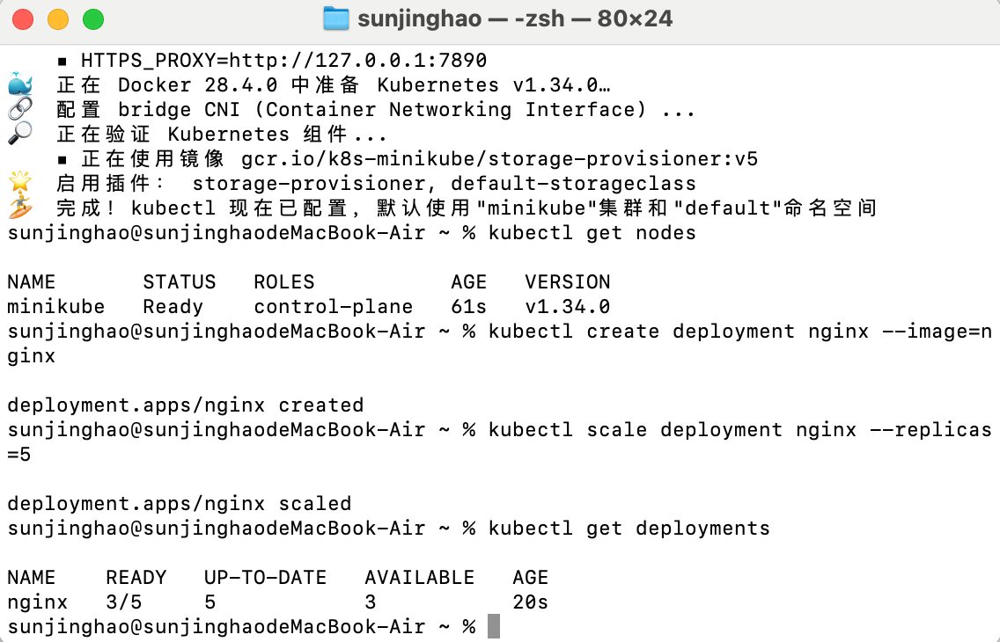 sunjinghao — -zsh — 80×24
▪ HTTPS_PROXY=http://127.0.0.1:7890
🐳 正在 Docker 28.4.0 中准备 Kubernetes v1.34.0…
🔗 配置 bridge CNI (Container Networking Interface) ...
🔎 正在验证 Kubernetes 组件...
▪ 正在使用镜像 gcr.io/k8s-minikube/storage-provisioner:v5
🌟 启用插件： storage-provisioner, default-storageclass
🏄 完成！kubectl 现在已配置，默认使用"minikube"集群和"default"命名空间
sunjinghao@sunjinghaodeMacBook-Air ~ % kubectl get nodes
NAME STATUS ROLES AGE VERSION
minikube Ready control-plane 61s v1.34.0
sunjinghao@sunjinghaodeMacBook-Air ~ % kubectl create deployment nginx --image=n
ginx
deployment.apps/nginx created
sunjinghao@sunjinghaodeMacBook-Air ~ % kubectl scale deployment nginx --replicas
=5
deployment.apps/nginx scaled
sunjinghao@sunjinghaodeMacBook-Air ~ % kubectl get deployments
NAME READY UP-TO-DATE AVAILABLE AGE
nginx 3/5 5 3 20s
sunjinghao@sunjinghaodeMacBook-Air ~ %